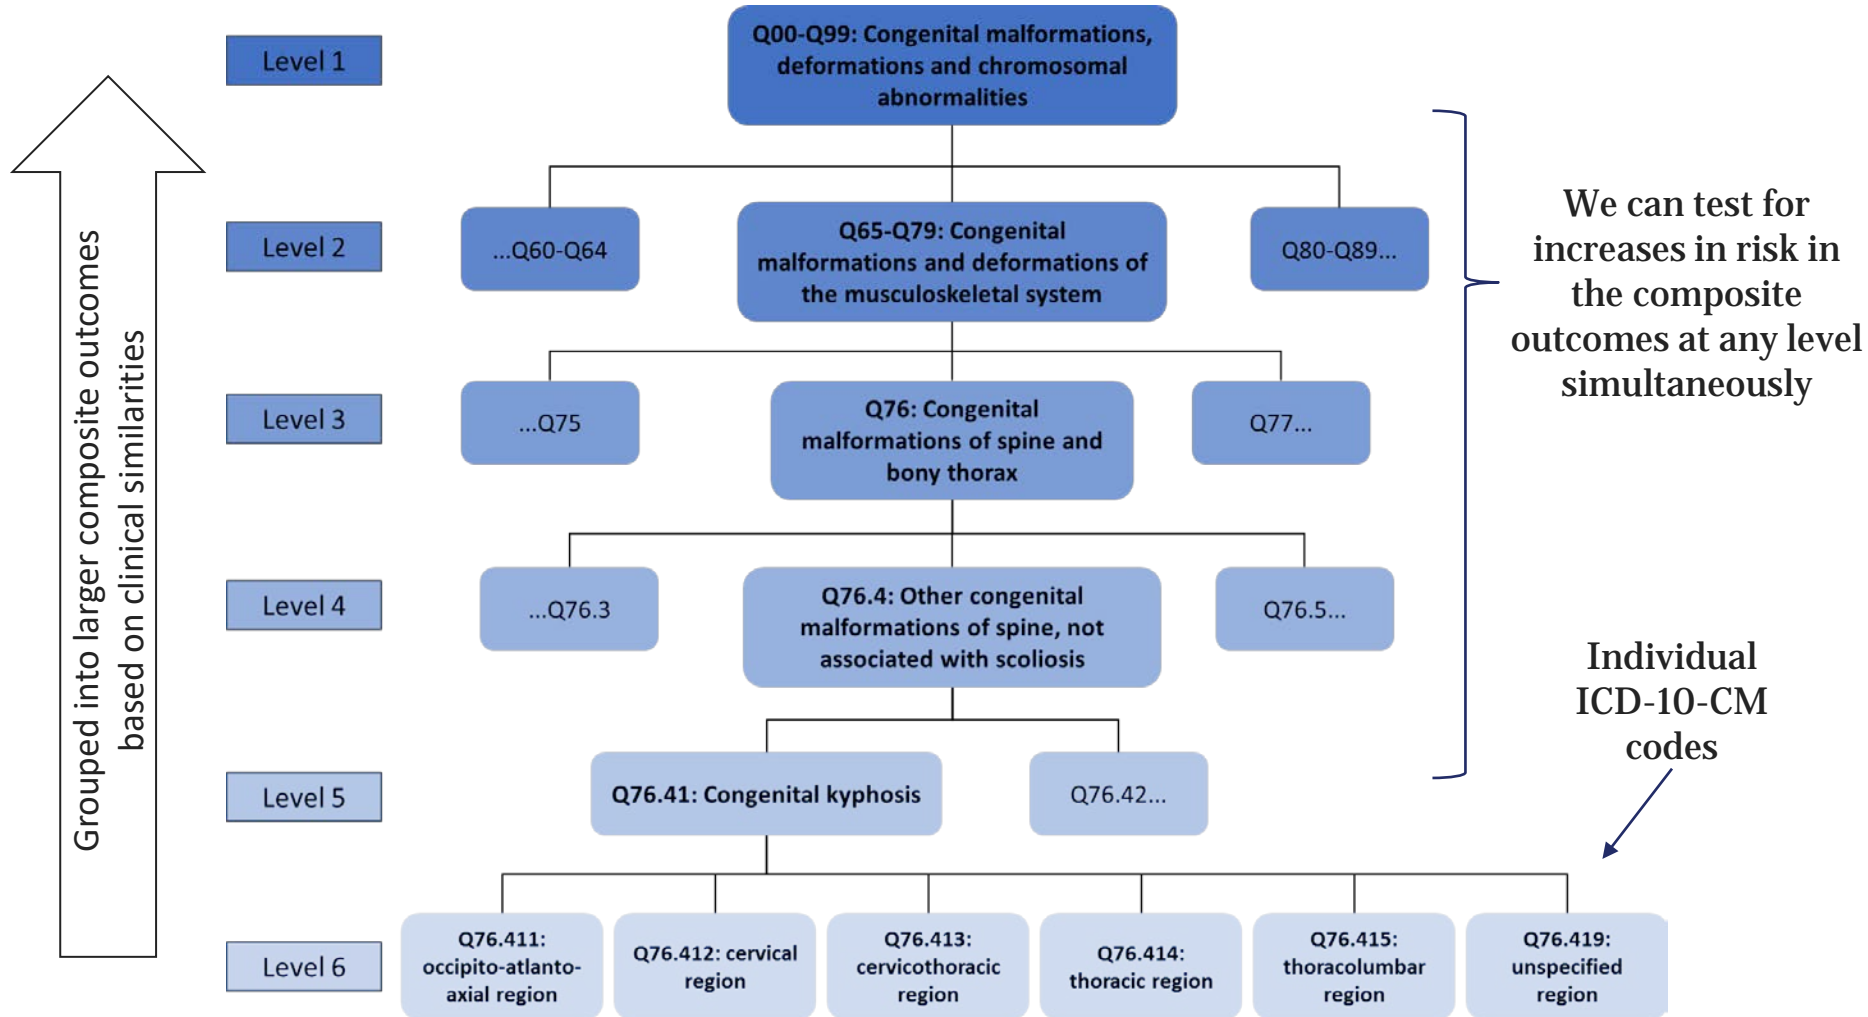 Grouped into larger composite outcomes
based on clinical similarities
Level 1
Q00-Q99: Congenital malformations,
deformations and chromosomal
abnormalities
Level 2
...Q60-Q64
Q65-Q79: Congenital
malformations and deformations of
the musculoskeletal system
Q80-Q89...
Level 3
...Q75
Q76: Congenital
malformations of spine and
bony thorax
Q77...
Level 4
...Q76.3
Q76.4: Other congenital
malformations of spine, not
associated with scoliosis
Q76.5...
Level 5
Q76.41: Congenital kyphosis
Q76.42...
Level 6
Q76.411:
occipito-atlanto-
axial region
Q76.412: cervical
region
Q76.413:
cervicothoracic
region
Q76.414:
thoracic region
Q76.415:
thoracolumbar
region
Q76.419:
unspecified
region
We can test for
increases in risk in
the composite
outcomes at any level
simultaneously
Individual
ICD-10-CM
codes